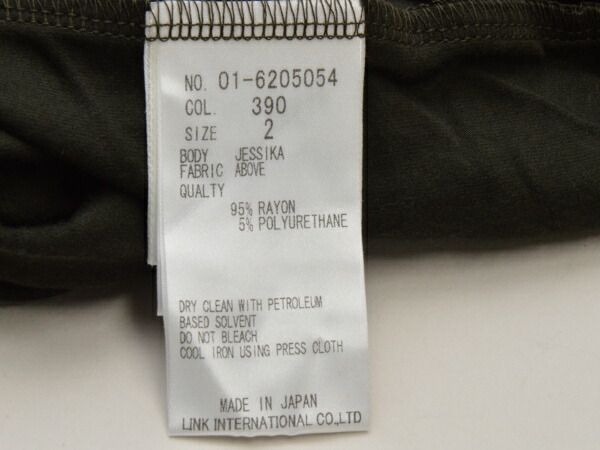 NO. 01-6205054
COL. 390
SIZE 2
BODY JESSIKA
FABRIC ABOVE
QUALTY
95% RAYON
5% POLYURETHANE
DRY CLEAN WITH PETROLEUM
BASED SOLVENT
DO NOT BLEACH
COOL IRON USING PRESS CLOTH
MADE IN JAPAN
LINK INTERNATIONAL CO.,LTD